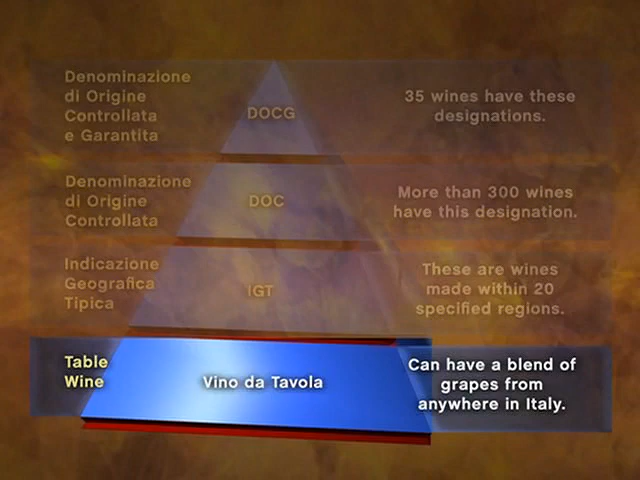 Denominazione
di Origine
Controllata
e Garantita
DOCG
35 wines have these
designations.
Denominazione
di Origine
Controllata
DOC
More than 300 wines
have this designation.
Indicazione
Geografica
Tipica
IGT
These are wines
made within 20
specified regions.
Table
Wine
Vino da Tavola
Can have a blend of
grapes from
anywhere in Italy.